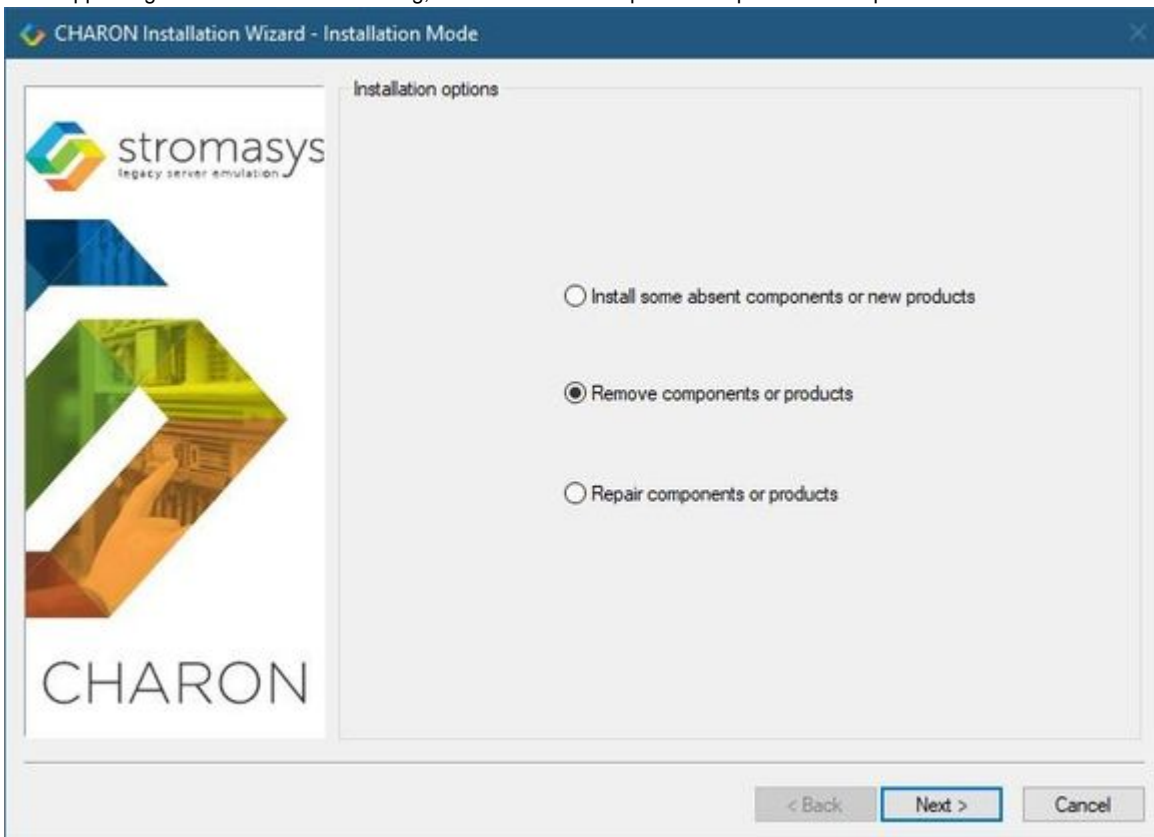 CHARON Installation Wizard - Installation Mode
Installation options
stromasys
legacy server emulation
Install some absent components or new products
Remove components or products
Repair components or products
CHARON
< Back
Next >
Cancel